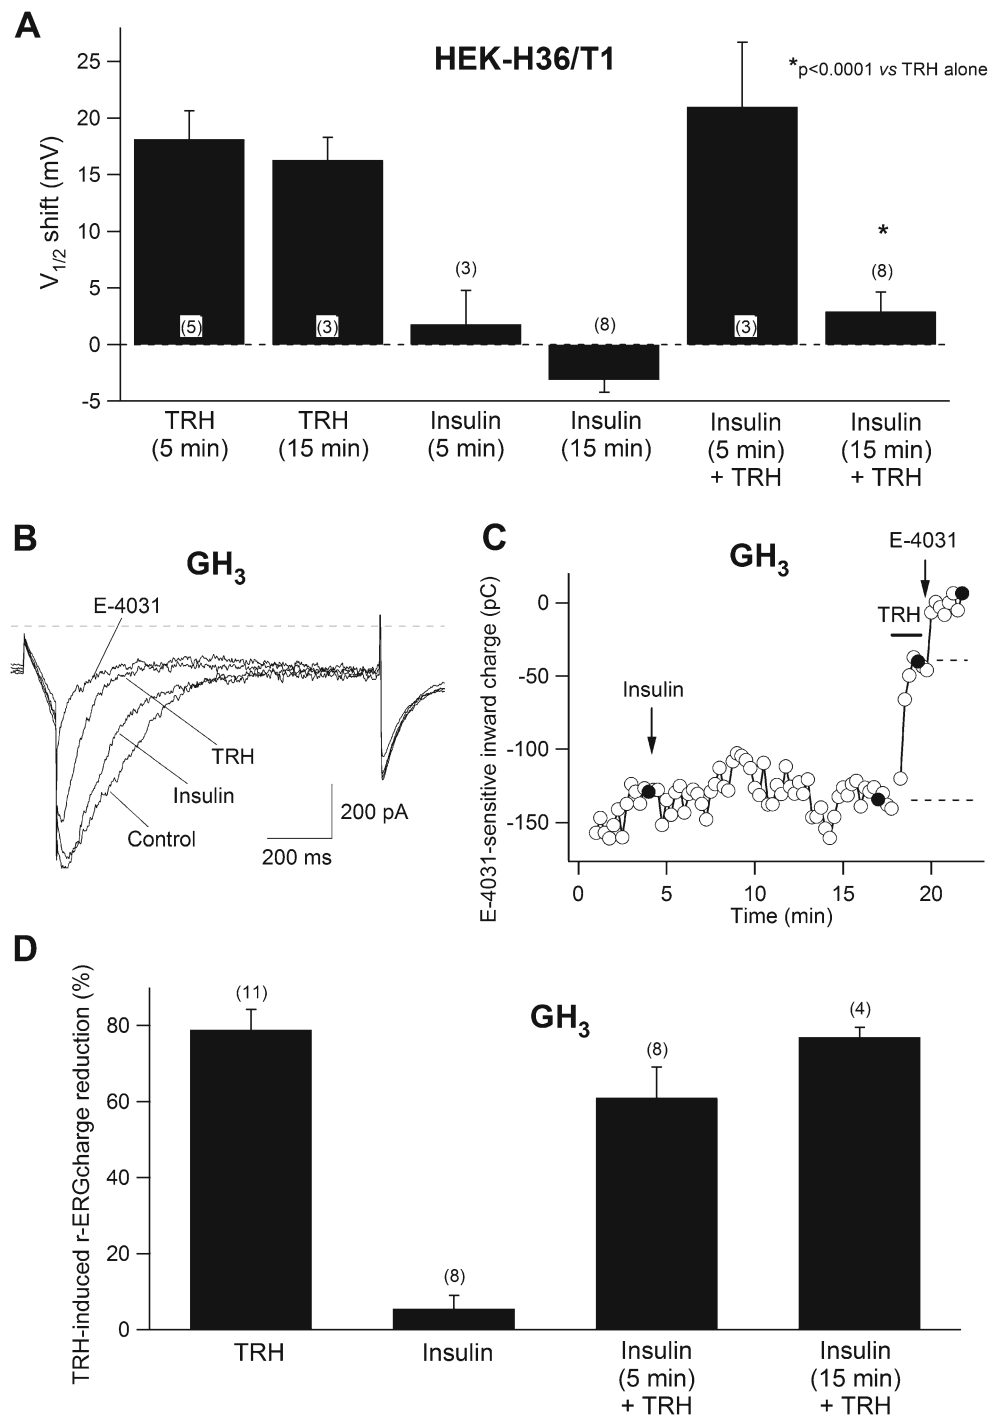 A
HEK-H36/T1
*p<0.0001 vs TRH alone
V1/2 shift (mV)
25
20
15
10
5
0
-5
(5)
(3)
(3)
(8)
(3)
*
(8)
TRH
(5 min)
TRH
(15 min)
Insulin
(5 min)
Insulin
(15 min)
Insulin
(5 min)
+ TRH
Insulin
(15 min)
+ TRH
B
GH3
E-4031
TRH
Insulin
Control
200 pA
200 ms
C
GH3
E-4031
TRH
Insulin
E-4031-sensitive inward charge (pC)
0
-50
-100
-150
0
5
10
15
20
Time (min)
D
GH3
TRH-induced r-ERGcharge reduction (%)
80
60
40
20
0
(11)
(8)
(8)
(4)
TRH
Insulin
Insulin
(5 min)
+ TRH
Insulin
(15 min)
+ TRH